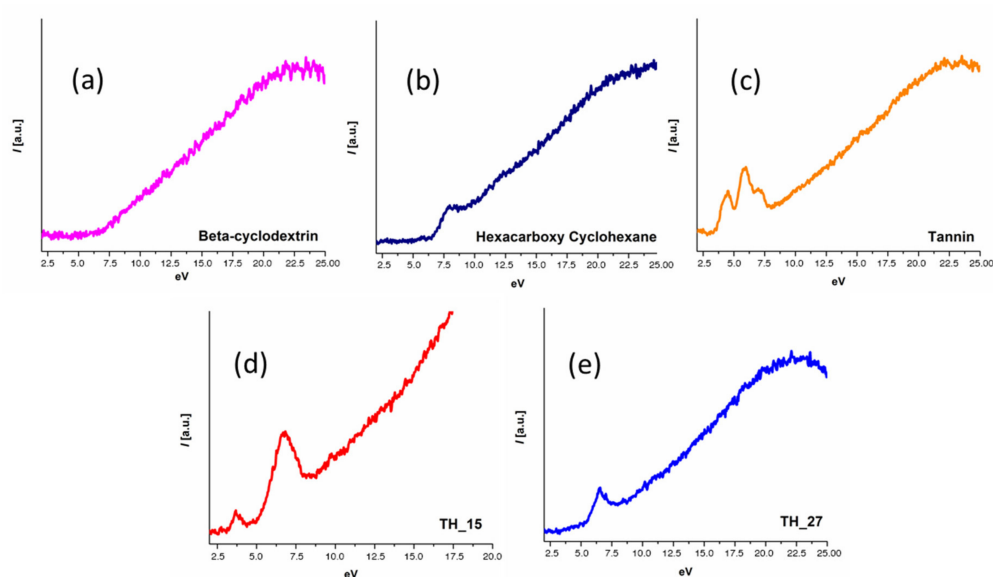 (a)
I [a.u.]
Beta-cyclodextrin
2.5 5.0 7.5 10.0 12.5 15.0 17.5 20.0 22.5 25.00
eV
(b)
I [a.u.]
Hexacarboxy Cyclohexane
2.5 5.0 7.5 10.0 12.5 15.0 17.5 20.0 22.5 25.00
eV
(c)
I [a.u.]
Tannin
2.5 5.0 7.5 10.0 12.5 15.0 17.5 20.0 22.5 25.00
eV
(d)
I [a.u.]
TH_15
2.5 5.0 7.5 10.0 12.5 15.0 17.5 20.0
eV
(e)
I [a.u.]
TH_27
2.5 5.0 7.5 10.0 12.5 15.0 17.5 20.0 22.5 25.00
eV